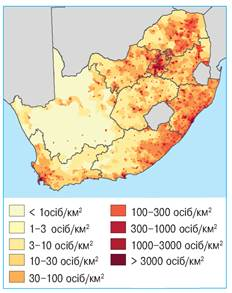 < 1осіб/км²
1–3 осіб/км²
3–10 осіб/км²
10–30 осіб/км²
30–100 осіб/км²
100–300 осіб/км²
300–1000 осіб/км²
1000–3000 осіб/км²
> 3000 осіб/км²